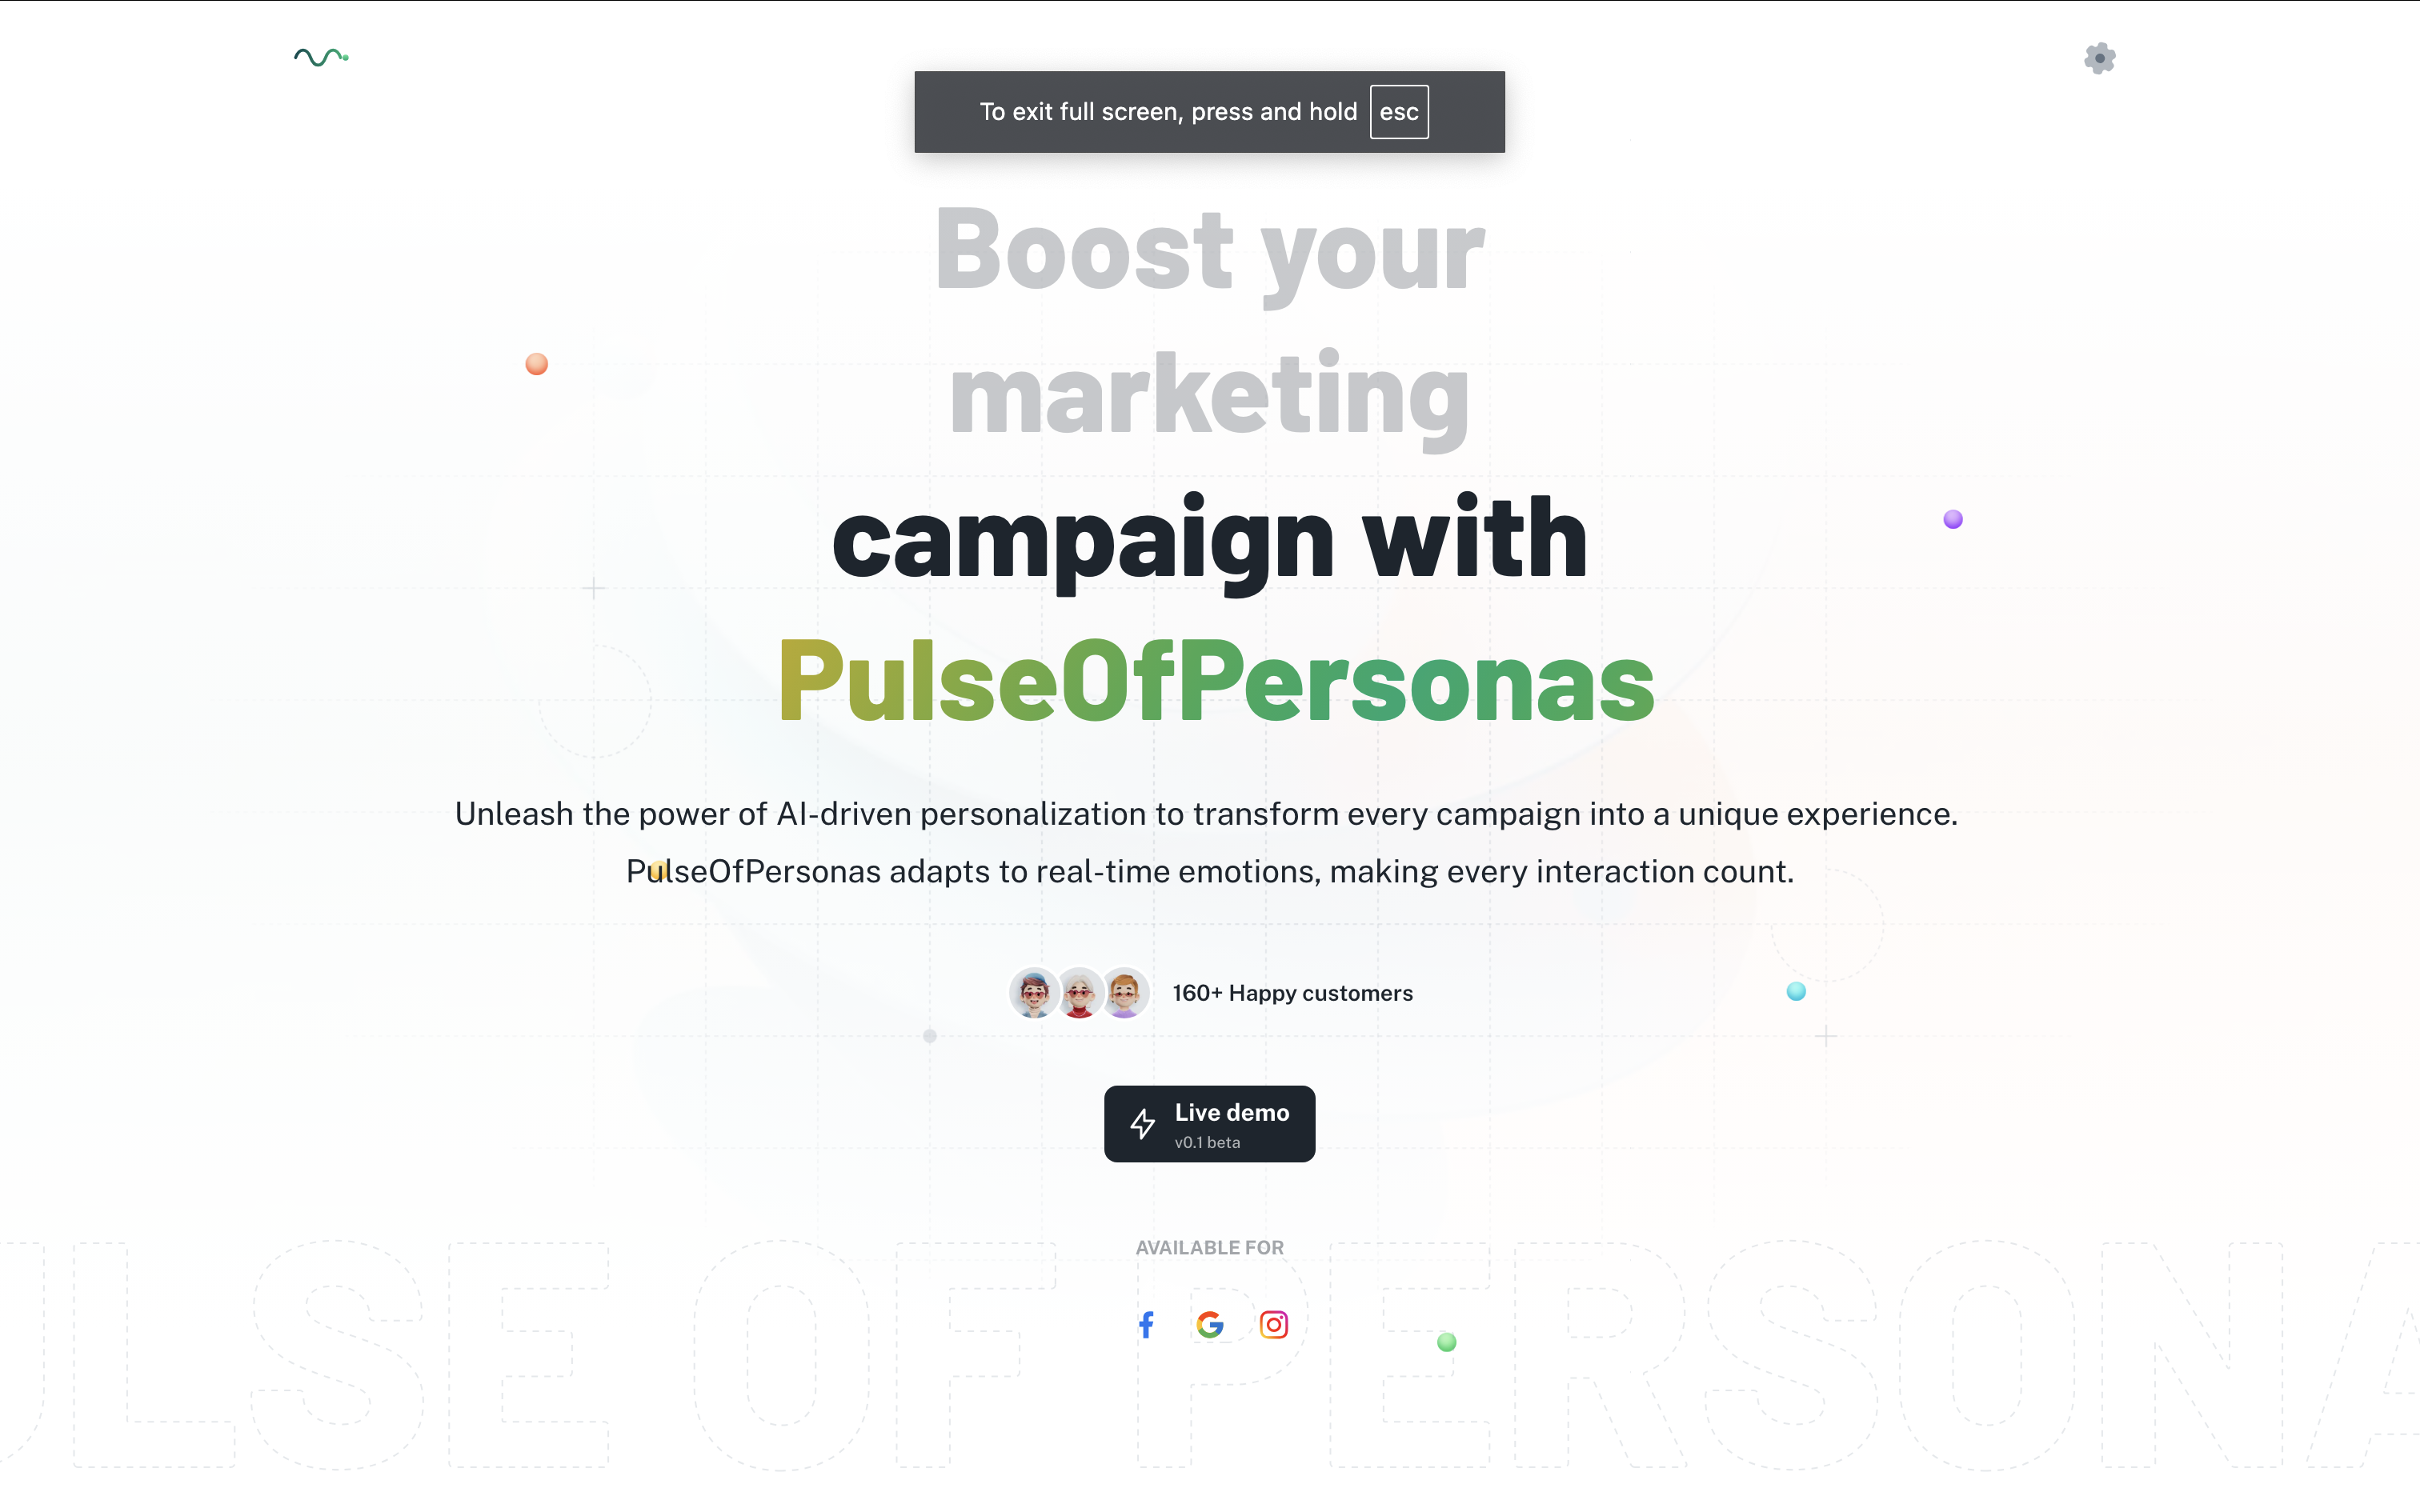 To exit full screen, press and hold esc
Boost your
marketing
campaign with
PulseOfPersonas
Unleash the power of AI-driven personalization to transform every campaign into a unique experience.
PulseOfPersonas adapts to real-time emotions, making every interaction count.
160+ Happy customers
Live demo
v0.1 beta
AVAILABLE FOR
ULSE OF PERSONA